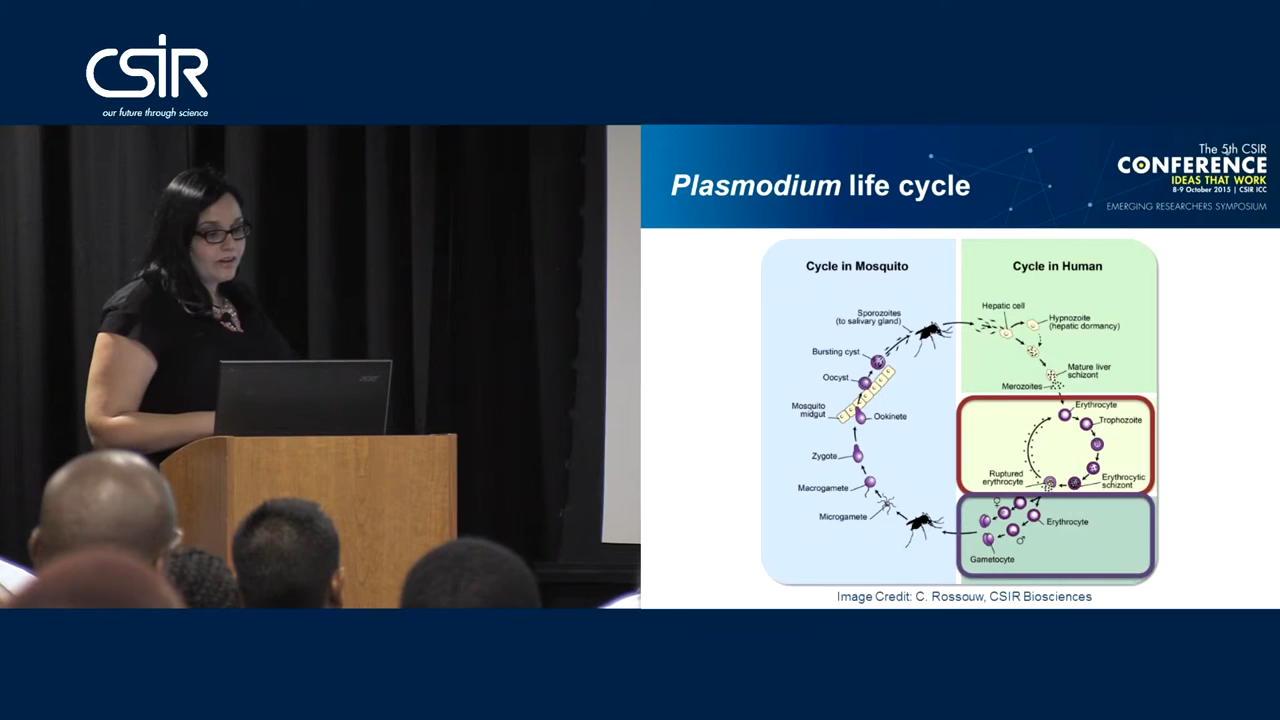 CSIR
our future through science
Plasmodium life cycle
The 5th CSIR
CONFERENCE
IDEAS THAT WORK
8-9 October 2015 | CSIR ICC
EMERGING RESEARCHERS SYMPOSIUM
Cycle in Mosquito
Cycle in Human
Sporozoites
(to salivary gland)
Bursting cyst
Oocyst
Mosquito
midgut
Ookinete
Zygote
Macrogamete
Microgamete
Hepatic cell
Hypnozoite
(hepatic dormancy)
Mature liver
schizont
Merozoites
Erythrocyte
Trophozoite
Ruptured
erythrocyte
Erythrocytic
schizont
♀
Erythrocyte
♂
Gametocyte
Image Credit: C. Rossouw, CSIR Biosciences
acer